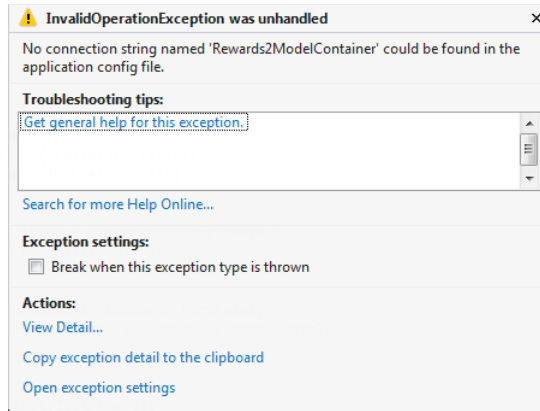 InvalidOperationException was unhandled
No connection string named 'Rewards2ModelContainer' could be found in the
application config file.
Troubleshooting tips:
Get general help for this exception.
Search for more Help Online...
Exception settings:
Break when this exception type is thrown
Actions:
View Detail...
Copy exception detail to the clipboard
Open exception settings